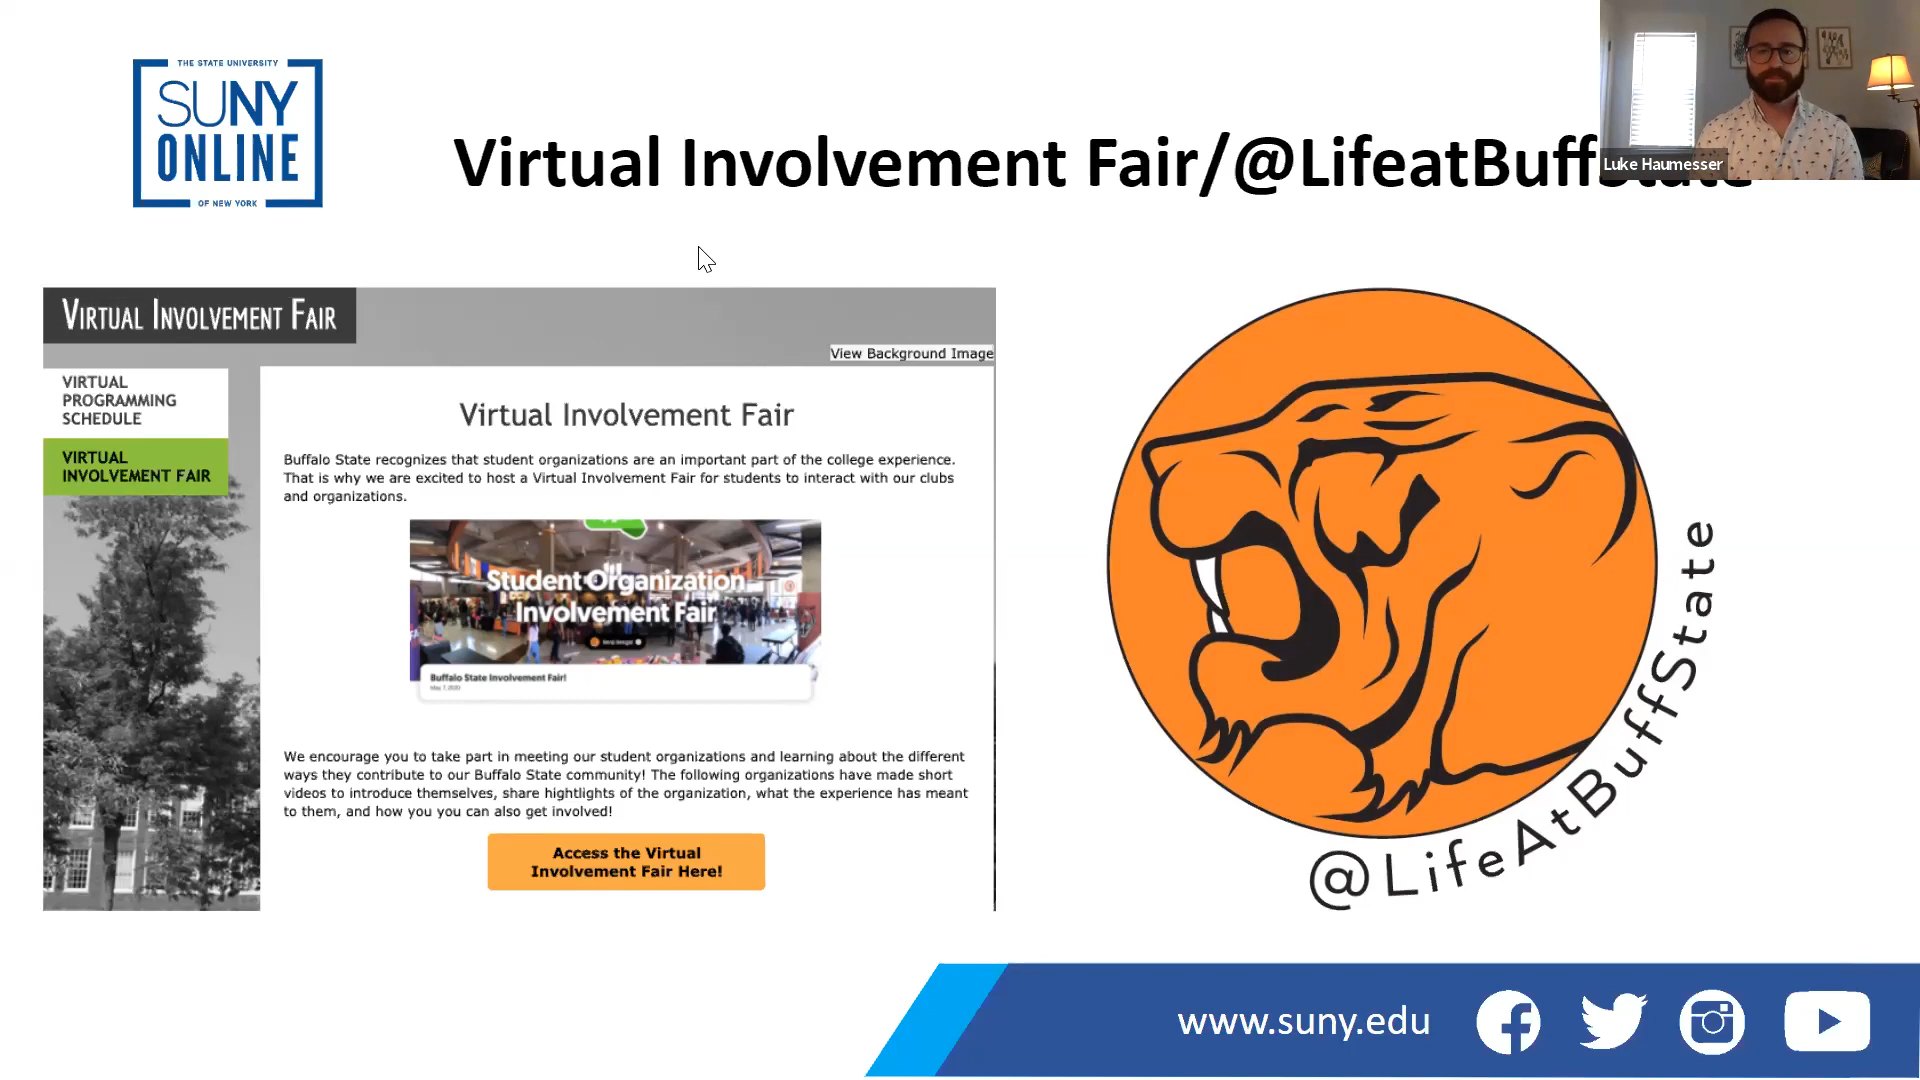 THE STATE UNIVERSITY
SUNY
ONLINE
OF NEW YORK
Virtual Involvement Fair/@LifeatBuffState
Luke Haumesser
VIRTUAL INVOLVEMENT FAIR
View Background Image
VIRTUAL
PROGRAMMING
SCHEDULE
VIRTUAL
INVOLVEMENT FAIR
Virtual Involvement Fair
Buffalo State recognizes that student organizations are an important part of the college experience.
That is why we are excited to host a Virtual Involvement Fair for students to interact with our clubs
and organizations.
Student Organization
Involvement Fair
Buffalo State Involvement Fair!
May 7, 2020
We encourage you to take part in meeting our student organizations and learning about the different
ways they contribute to our Buffalo State community! The following organizations have made short
videos to introduce themselves, share hightlights of the organization, what the experience has meant
to them, and how you you can also get involved!
Access the Virtual
Involvement Fair Here!
@LifeAtBuffState
www.suny.edu